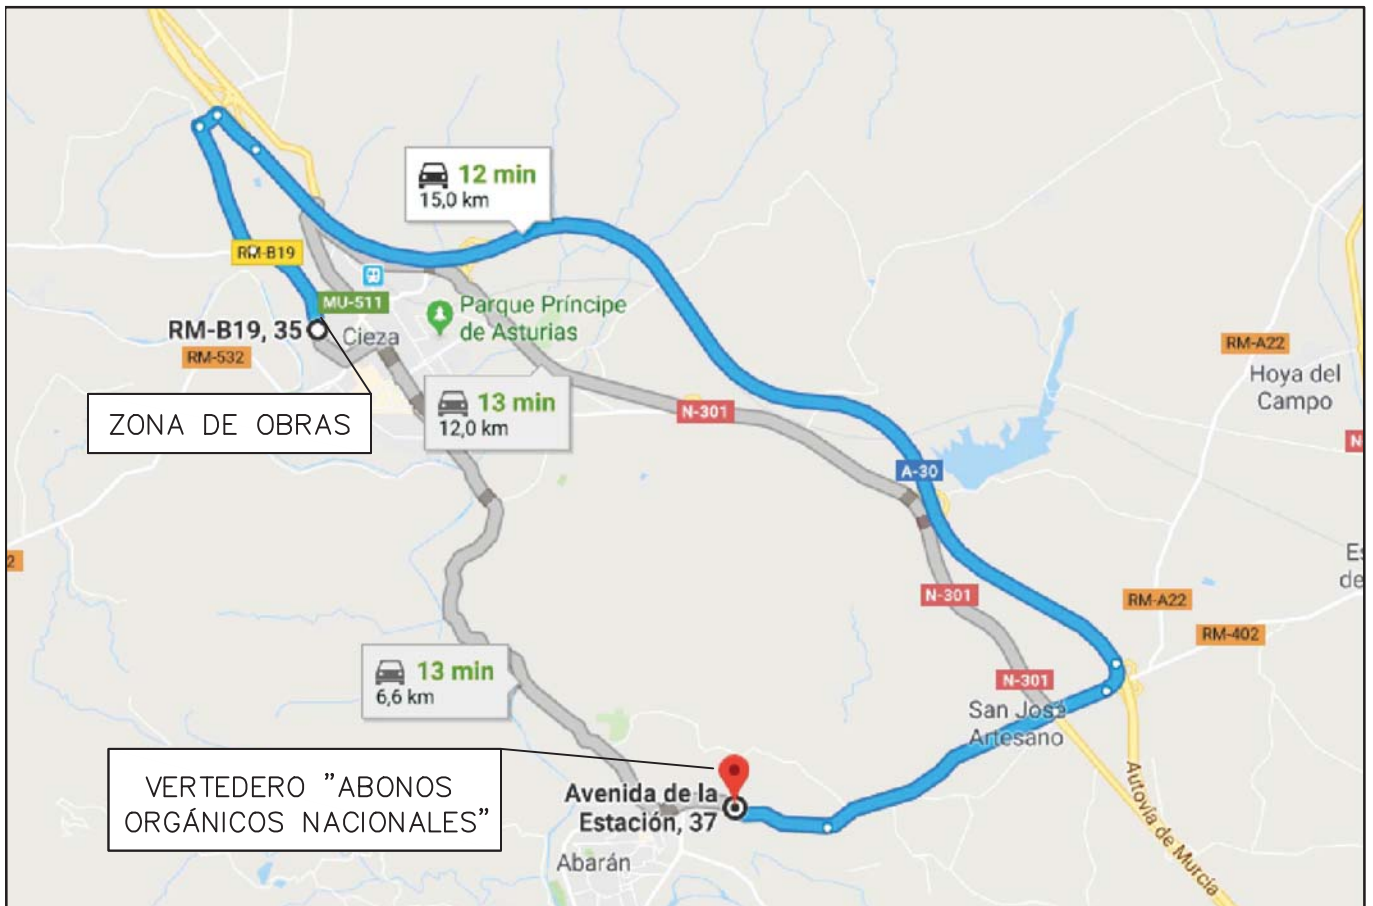 12 min
15,0 km
RM-B19
MU-511
Parque Príncipe
de Asturias
RM-B19, 35
Cieza
RM-532
RM-A22
Hoya del
Campo
ZONA DE OBRAS
13 min
12,0 km
N-301
N
A-30
2
E
de
N-301
RM-A22
RM-402
13 min
6,6 km
N-301
San José
Artesano
VERTEDERO "ABONOS
ORGÁNICOS NACIONALES"
Avenida de la
Estación, 37
Autovía de Murcia
Abarán